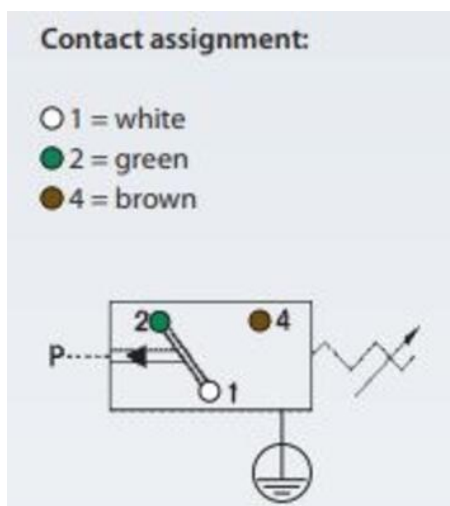 Contact assignment:
1 = white
2 = green
4 = brown
2 4
P
1